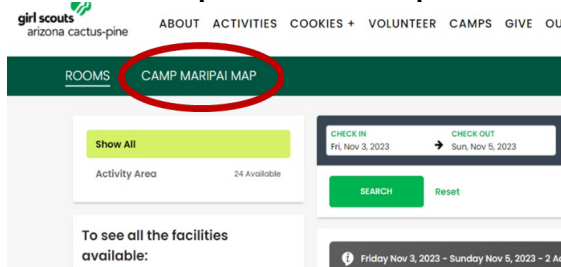 girl scouts
arizona cactus-pine
ABOUT ACTIVITIES COOKIES + VOLUNTEER CAMPS GIVE OU
ROOMS CAMP MARIPAI MAP
Show All
Activity Area 24 Available
To see all the facilities
available:
CHECK IN CHECK OUT
Fri, Nov 3, 2023 → Sun, Nov 5, 2023
SEARCH Reset
Friday Nov 3, 2023 - Sunday Nov 5, 2023 - 2 Ad